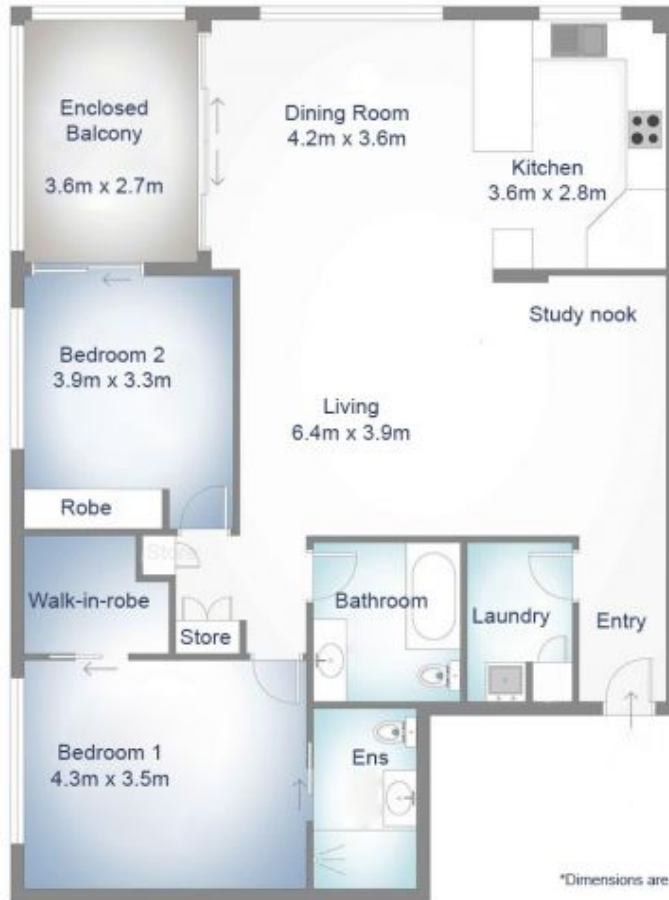 Enclosed
Balcony
3.6m x 2.7m
Dining Room
4.2m x 3.6m
Kitchen
3.6m x 2.8m
Study nook
Bedroom 2
3.9m x 3.3m
Living
6.4m x 3.9m
Robe
Store
Walk-in-robe
Store
Bathroom
Laundry
Entry
Bedroom 1
4.3m x 3.5m
Ens
*Dimensions are